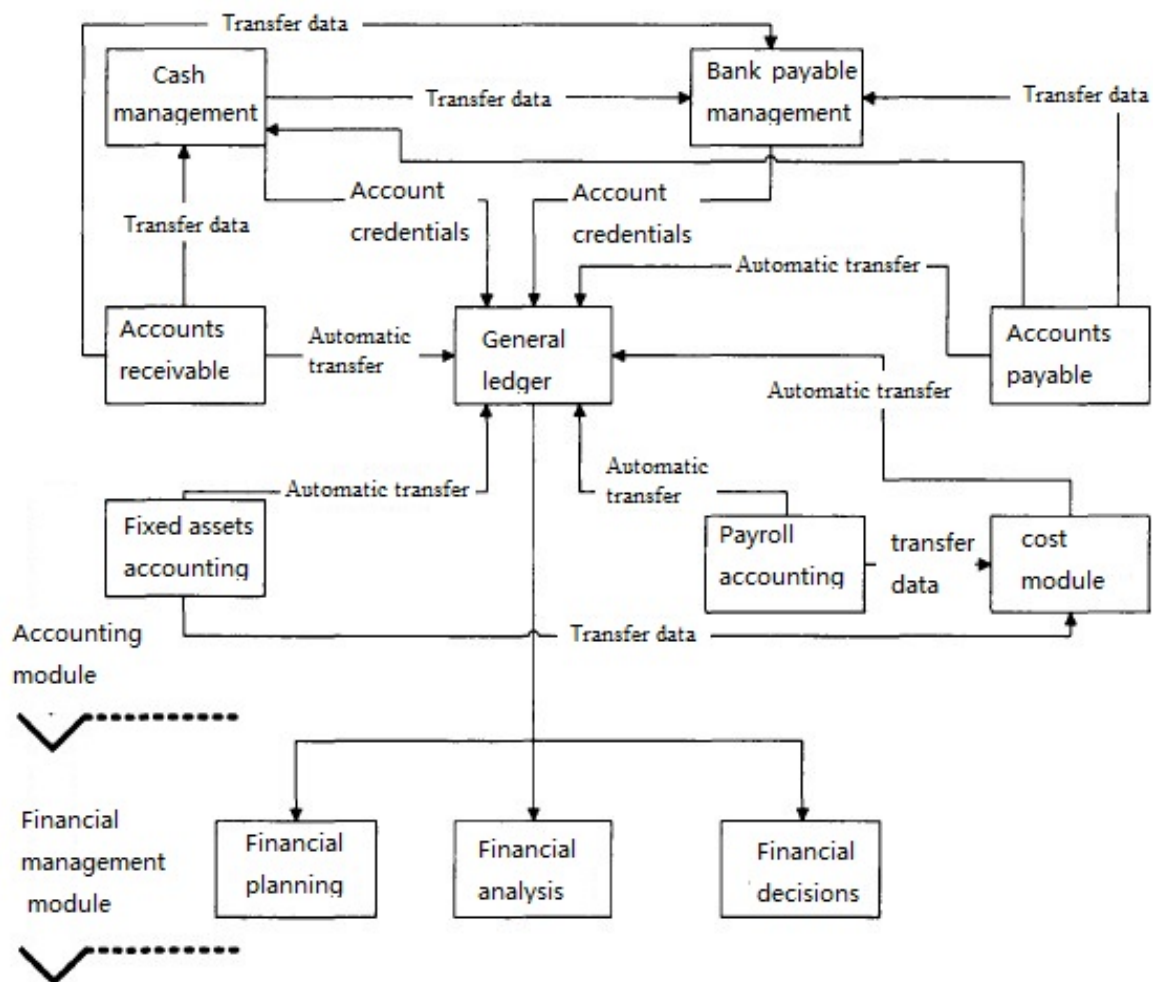 Transfer data
Cash
management
Transfer data
Bank payable
management
Transfer data
Account
credentials
Account
credentials
Transfer data
Automatic transfer
Accounts
receivable
Automatic
transfer
General
ledger
Accounts
payable
Automatic transfer
Automatic transfer
Automatic
transfer
Fixed assets
accounting
Payroll
accounting
transfer
data
cost
module
Transfer data
Accounting
module
Financial
management
module
Financial
planning
Financial
analysis
Financial
decisions